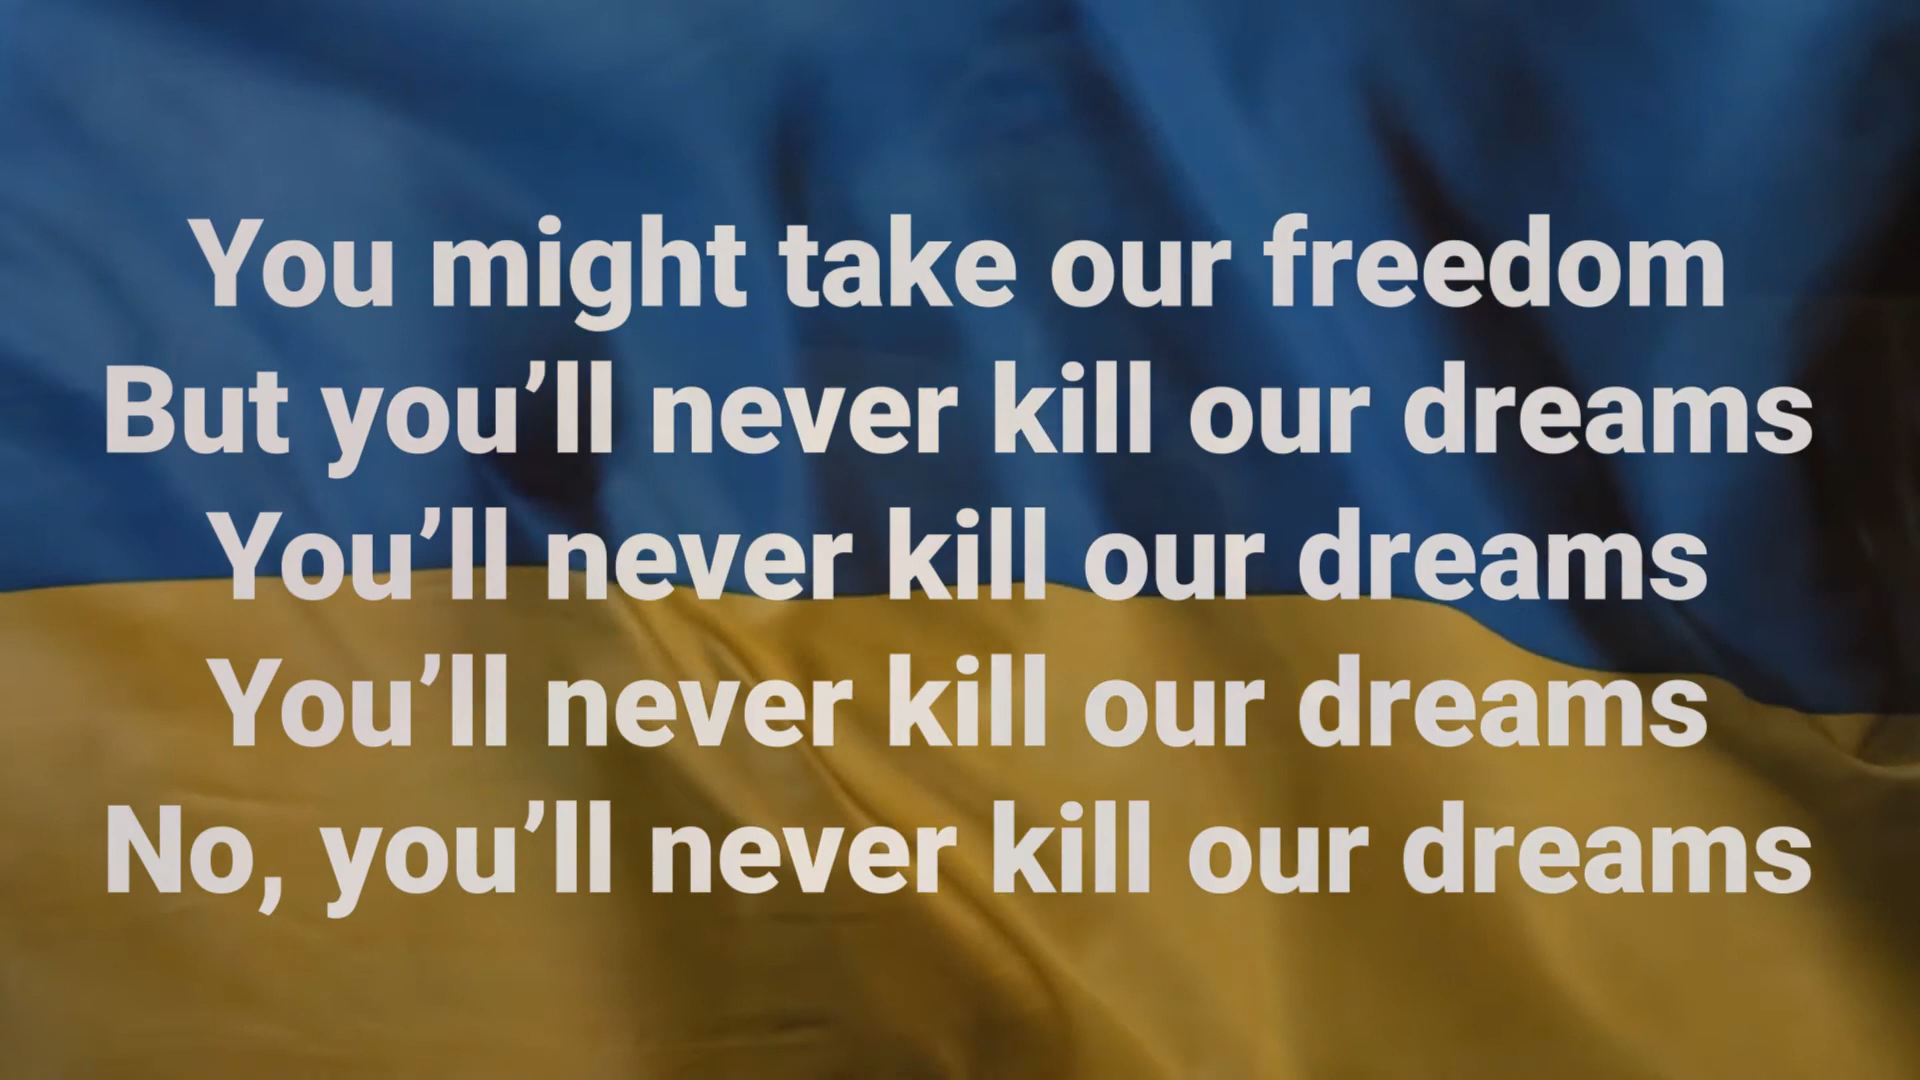 You might take our freedom
But you’ll never kill our dreams
You’ll never kill our dreams
You’ll never kill our dreams
No, you’ll never kill our dreams